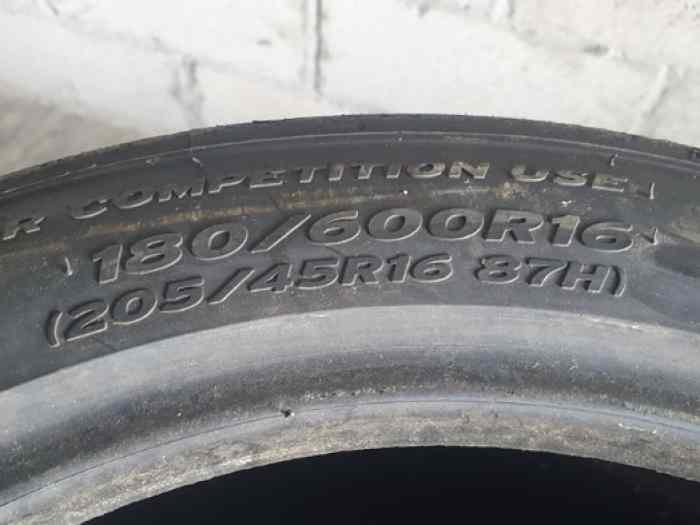 R COMPETITION USE
180/600R16
(205/45R16 87H)